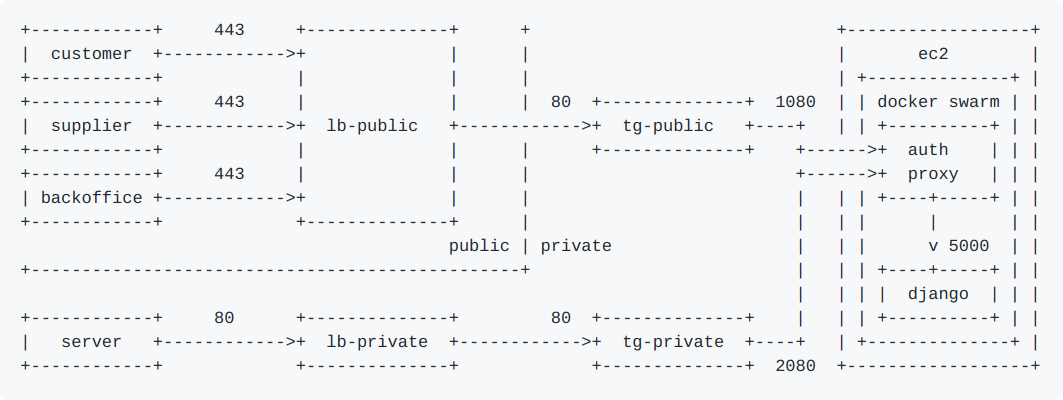 443
customer ec2
443 80 1080 docker swarm
supplier lb-public tg-public
auth
443 proxy
backoffice
public private v 5000
django
80 80
server lb-private tg-private
2080